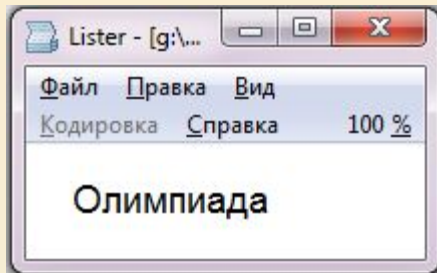 Lister - [g:\...
Файл Правка Вид
Кодировка Справка 100 %
Олимпиада